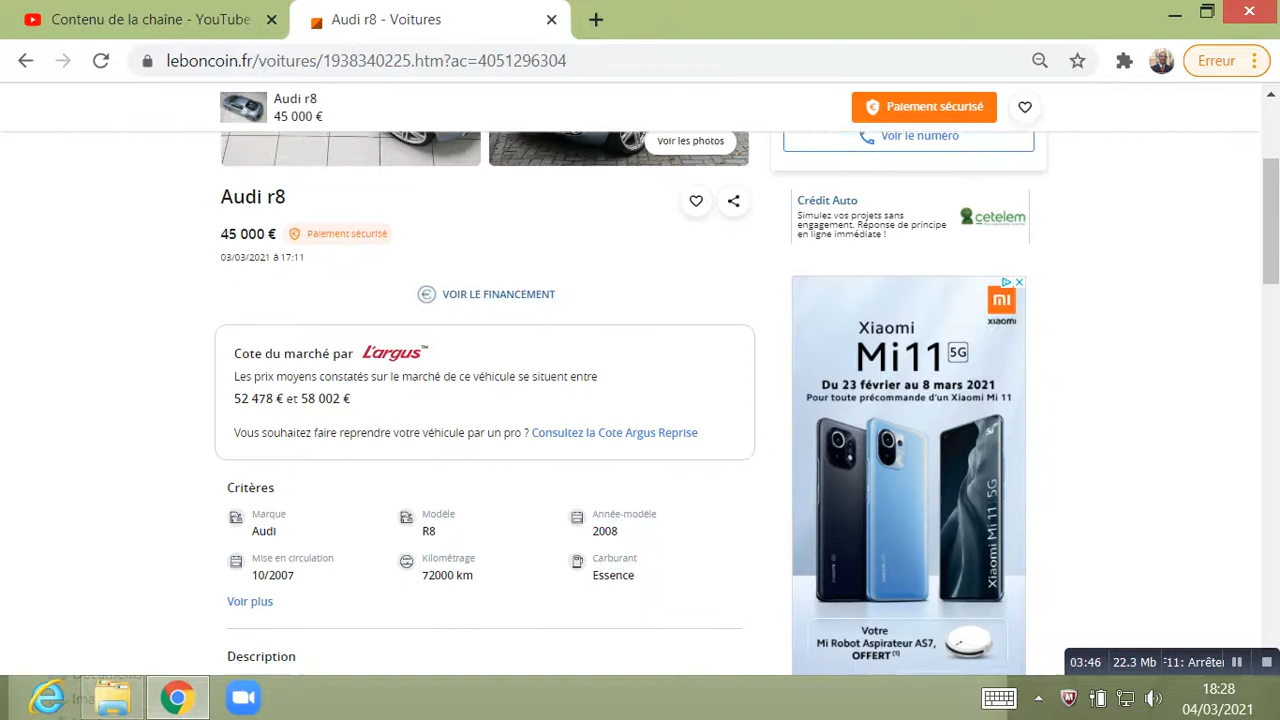 Contenu de la chaîne - YouTube
Audi r8 - Voitures
leboncoin.fr/voitures/1938340225.htm?ac=4051296304
Erreur
Audi r8
45 000 €
Paiement sécurisé
Voir les photos
Voir le numéro
Audi r8
45 000 €
Paiement sécurisé
03/03/2021 à 17:11
VOIR LE FINANCEMENT
Cote du marché par L'argus™
Les prix moyens constatés sur le marché de ce véhicule se situent entre
52 478 € et 58 002 €
Vous souhaitez faire reprendre votre véhicule par un pro ? Consultez la Cote Argus Reprise
Critères
Marque
Audi
Modèle
R8
Année-modèle
2008
Mise en circulation
10/2007
Kilométrage
72000 km
Carburant
Essence
Voir plus
Description
Crédit Auto
Simulez vos projets sans
engagement. Réponse de principe
en ligne immédiate !
cetelem
xiaomi
Xiaomi
Mi11 5G
Du 23 février au 8 mars 2021
Pour toute précommande d'un Xiaomi Mi 11
Xiaomi Mi 11 5G
Votre
Mi Robot Aspirateur AS7,
OFFERT(1)
03:46
22.3 Mb
F11: Arrêter
18:28
04/03/2021